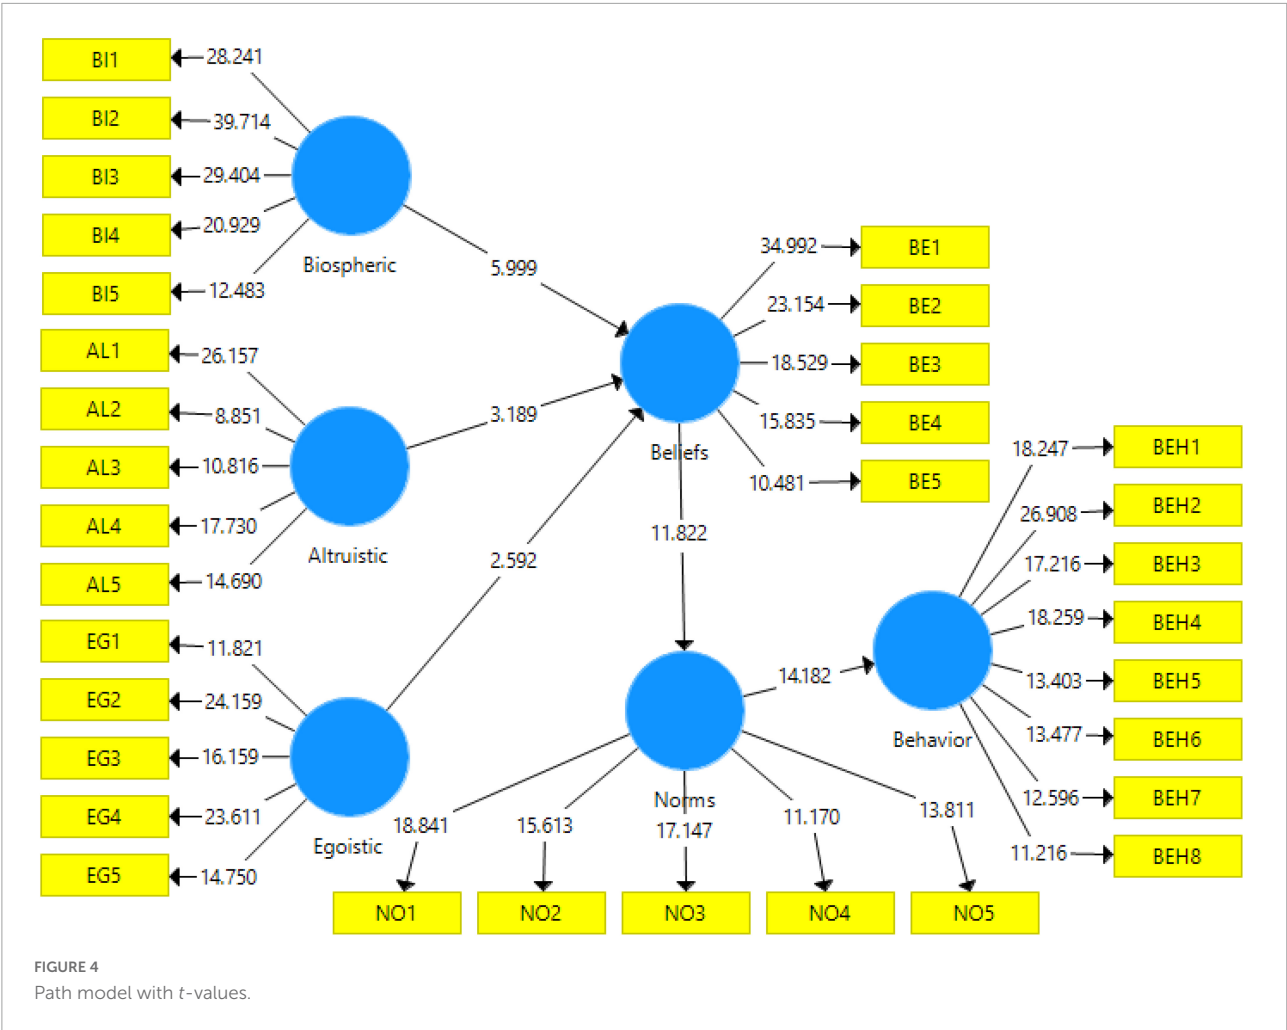 BI1
28.241
BI2
39.714
BI3
29.404
BI4
20.929
BI5
12.483
Biospheric
5.999
AL1
26.157
AL2
8.851
AL3
10.816
AL4
17.730
AL5
14.690
Altruistic
3.189
EG1
11.821
EG2
24.159
EG3
16.159
EG4
23.611
EG5
14.750
Egoistic
2.592
34.992
BE1
23.154
BE2
18.529
BE3
15.835
BE4
10.481
BE5
Beliefs
11.822
Norms
14.182
18.841
15.613
17.147
11.170
13.811
NO1
NO2
NO3
NO4
NO5
Behavior
18.247
BEH1
26.908
BEH2
17.216
BEH3
18.259
BEH4
13.403
BEH5
13.477
BEH6
12.596
BEH7
11.216
BEH8
FIGURE 4
Path model with t-values.